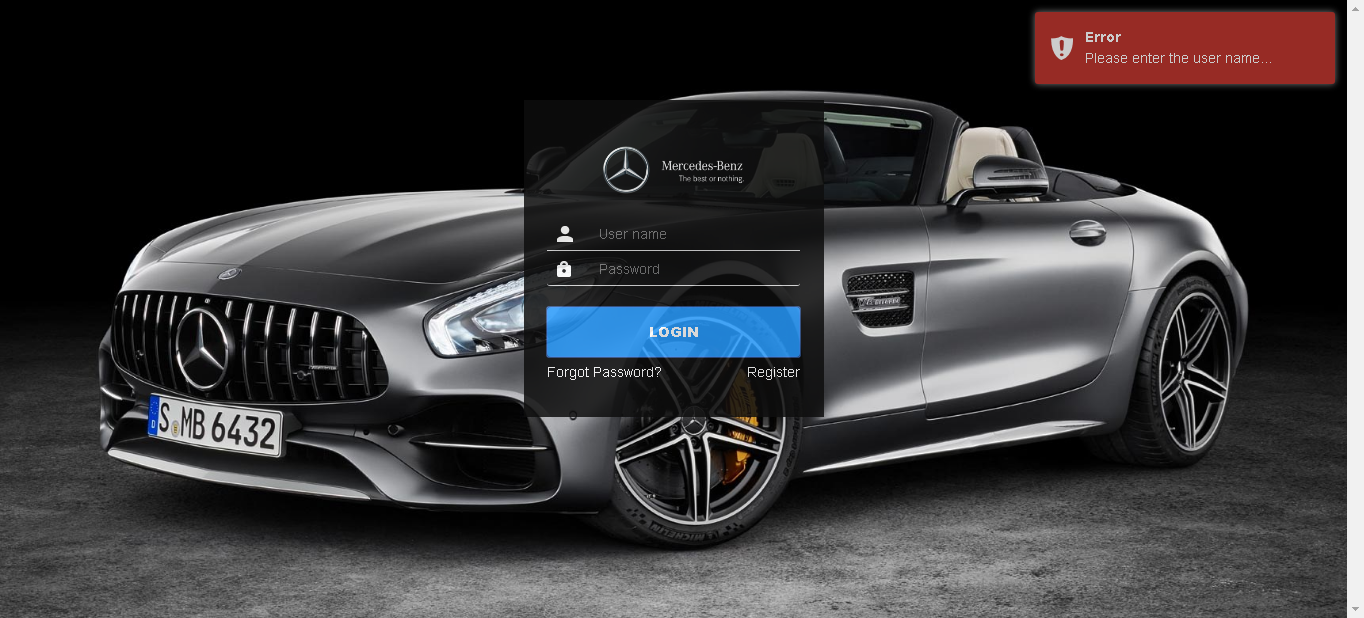 Error
Please enter the user name...
Mercedes-Benz
The best or nothing.
User name
Password
LOGIN
Forgot Password?
Register
S MB 6432
MICHELIN